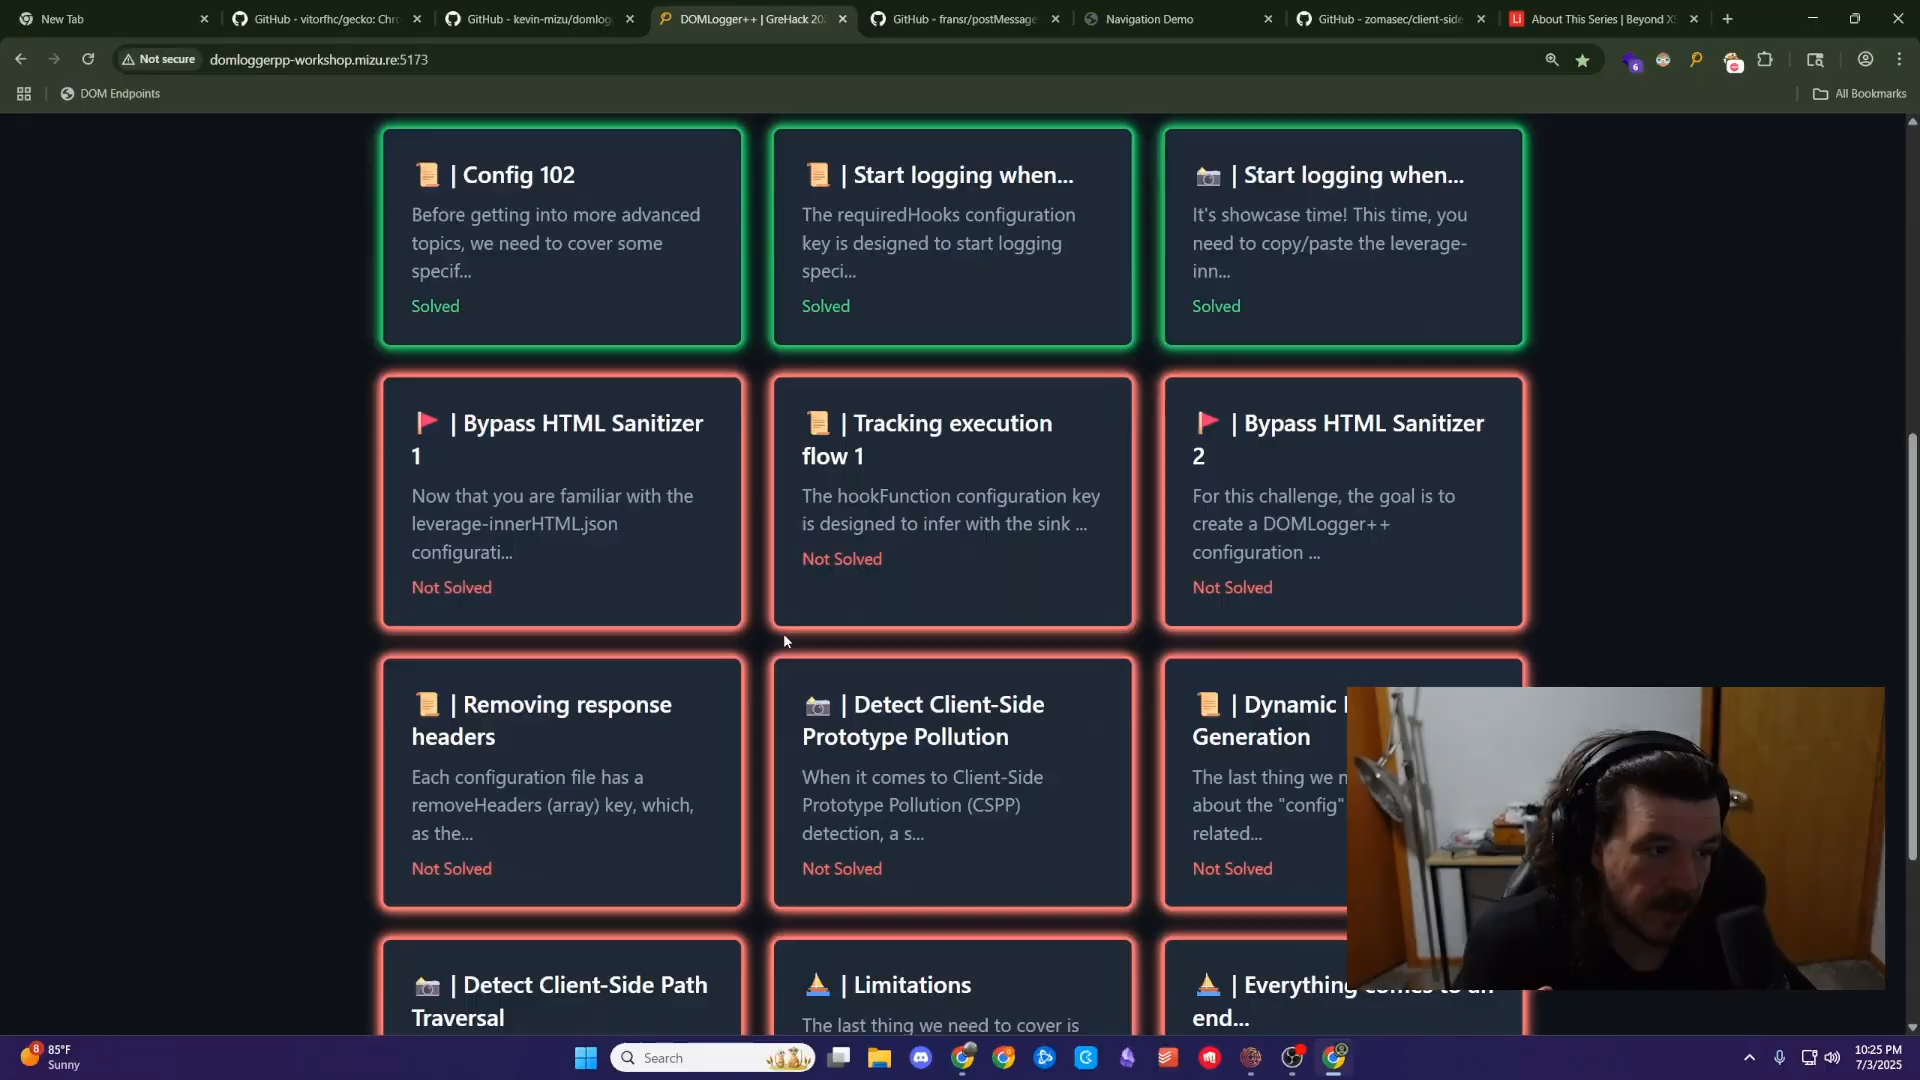 New Tab
GitHub - vitorfhc/gecko: Chro
GitHub - kevin-mizu/domlog
DOMLogger++ | GreHack 202
GitHub - fransr/postMessage
Navigation Demo
GitHub - zomasec/client-side
About This Series | Beyond XS
Not secure
domloggerpp-workshop.mizu.re:5173
6
DOM Endpoints
All Bookmarks
| Config 102
Before getting into more advanced
topics, we need to cover some
specif...
Solved
| Start logging when...
The requiredHooks configuration
key is designed to start logging
speci...
Solved
| Start logging when...
It's showcase time! This time, you
need to copy/paste the leverage-
inn...
Solved
| Bypass HTML Sanitizer
1
Now that you are familiar with the
leverage-innerHTML.json
configurati...
Not Solved
| Tracking execution
flow 1
The hookFunction configuration key
is designed to infer with the sink ...
Not Solved
| Bypass HTML Sanitizer
2
For this challenge, the goal is to
create a DOMLogger++
configuration ...
Not Solved
| Removing response
headers
Each configuration file has a
removeHeaders (array) key, which,
as the...
Not Solved
| Detect Client-Side
Prototype Pollution
When it comes to Client-Side
Prototype Pollution (CSPP)
detection, a s...
Not Solved
| Dynamic
Generation
The last thing we
about the "config"
related...
Not Solved
| Detect Client-Side Path
Traversal
| Limitations
The last thing we need to cover is
| Everything comes to an
end...
8
85°F
Sunny
Search
10:25 PM
7/3/2025